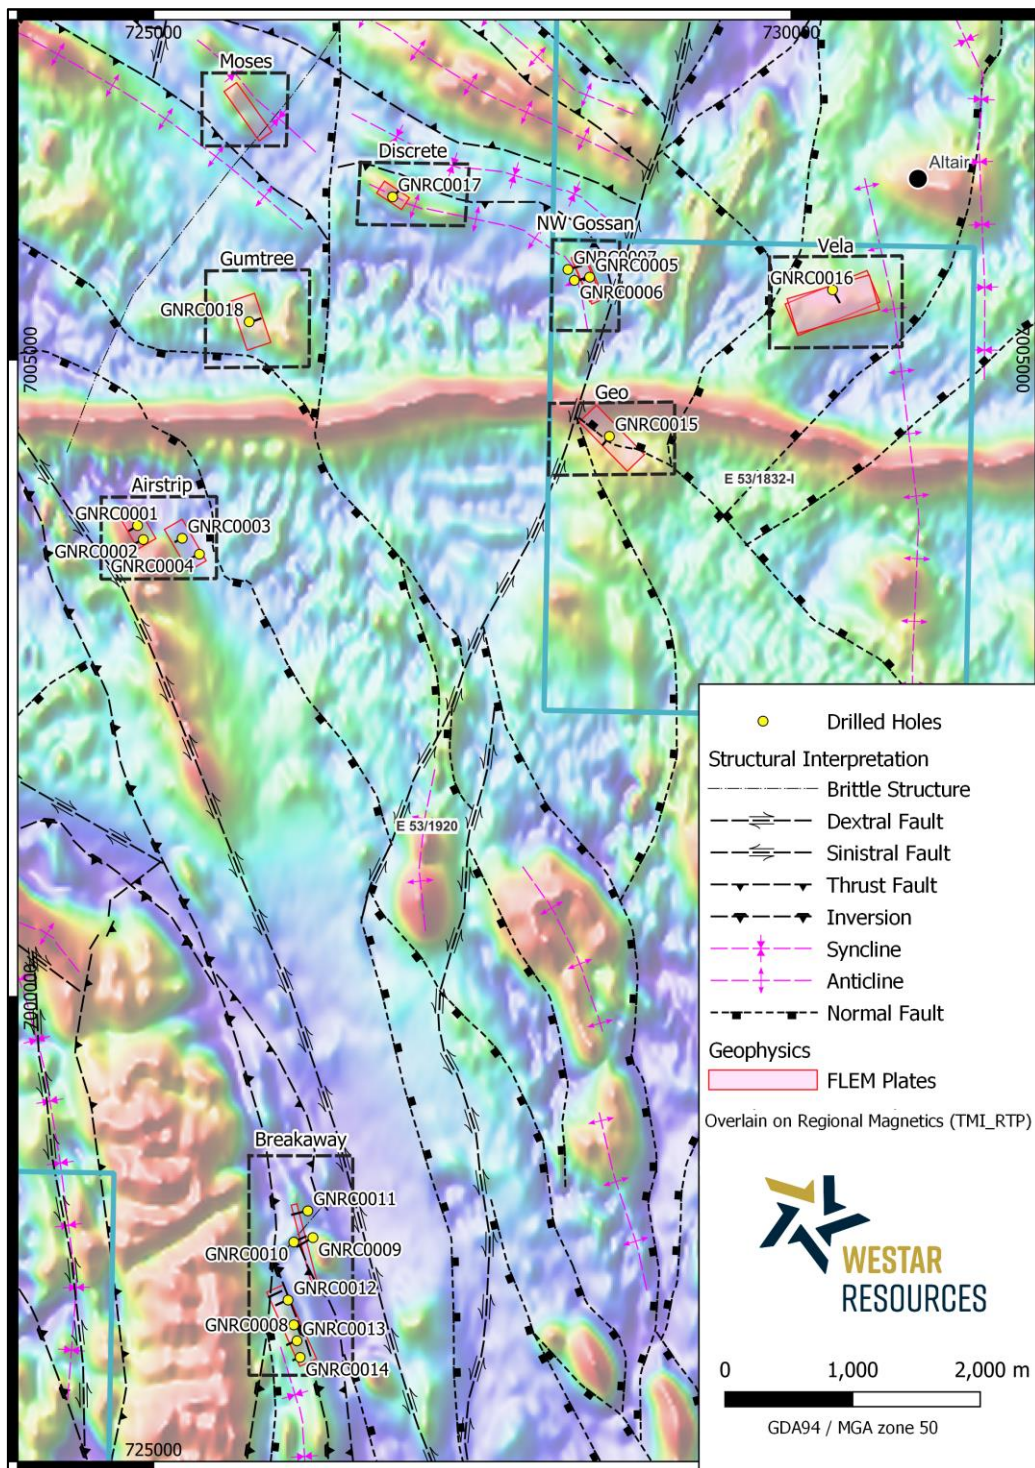 725000
730000
Moses
Discrete
Altair
GNRC0017
NW Gossan
Vela
Gumtree
GNRC0007
GNRC0005
GNRC0016
GNRC0006
GNRC0018
7005000
7005000
Geo
GNRC0015
E 53/1832-I
Airstrip
GNRC0001
GNRC0003
GNRC0002
GNRC0004
E 53/1920
7000000
Breakaway
GNRC0011
GNRC0010
GNRC0009
GNRC0012
GNRC0008
GNRC0013
GNRC0014
725000
Drilled Holes
Structural Interpretation
Brittle Structure
Dextral Fault
Sinistral Fault
Thrust Fault
Inversion
Syncline
Anticline
Normal Fault
Geophysics
FLEM Plates
Overlain on Regional Magnetics (TMI_RTP)
WESTAR
RESOURCES
0 1,000 2,000 m
GDA94 / MGA zone 50